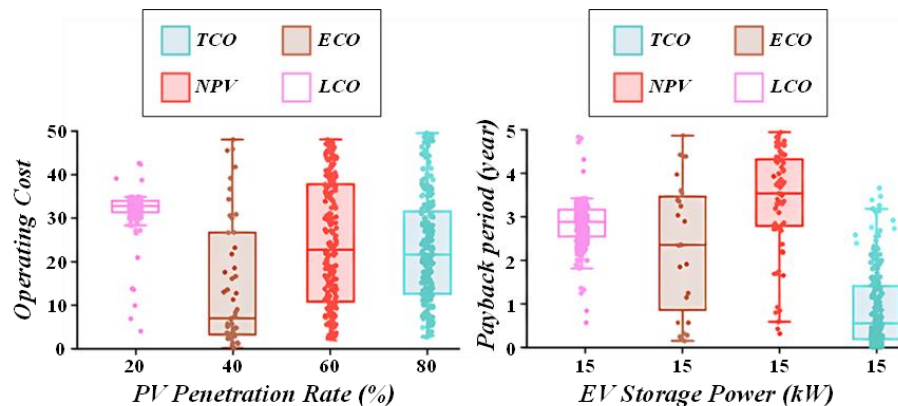 TCO ECO
NPV LCO
Operating Cost
50
40
30
20
10
0
20 40 60 80
PV Penetration Rate (%)
TCO ECO
NPV LCO
Payback period (year)
5
4
3
2
1
0
15 15 15 15
EV Storage Power (kW)